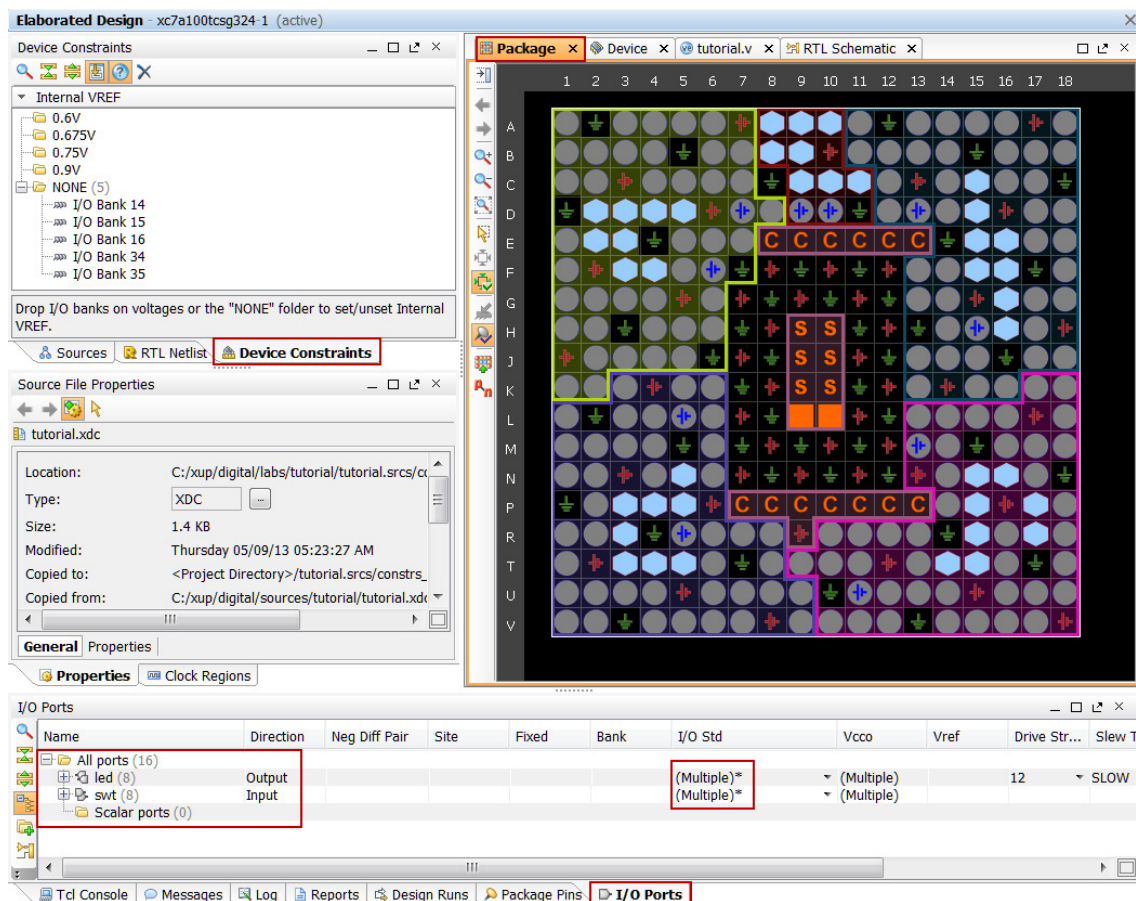 Elaborated Design - xc7a100tcsg324-1 (active)
Device Constraints
Internal VREF
0.6V
0.675V
0.75V
0.9V
NONE (5)
I/O Bank 14
I/O Bank 15
I/O Bank 16
I/O Bank 34
I/O Bank 35
Drop I/O banks on voltages or the "NONE" folder to set/unset Internal
VREF.
Sources RTL Netlist Device Constraints
Source File Properties
tutorial.xdc
Location: C:/xup/digital/labs/tutorial/tutorial.srcs/co
Type: XDC ...
Size: 1.4 KB
Modified: Thursday 05/09/13 05:23:27 AM
Copied to: <Project Directory>/tutorial.srcs/constrs_
Copied from: C:/xup/digital/sources/tutorial/tutorial.xdc
General Properties
Properties Clock Regions
Package Device tutorial.v RTL Schematic
1 2 3 4 5 6 7 8 9 10 11 12 13 14 15 16 17 18
A
B
C
D
E C C C C C C
F
G
H S S
J S S
K S S
L
M
N
P C C C C C C C
R
T
U
V
I/O Ports
Name Direction Neg Diff Pair Site Fixed Bank I/O Std Vcco Vref Drive Str... Slew T
All ports (16)
led (8) Output (Multiple)* (Multiple) 12 SLOW
swt (8) Input (Multiple)* (Multiple)
Scalar ports (0)
Tcl Console Messages Log Reports Design Runs Package Pins I/O Ports